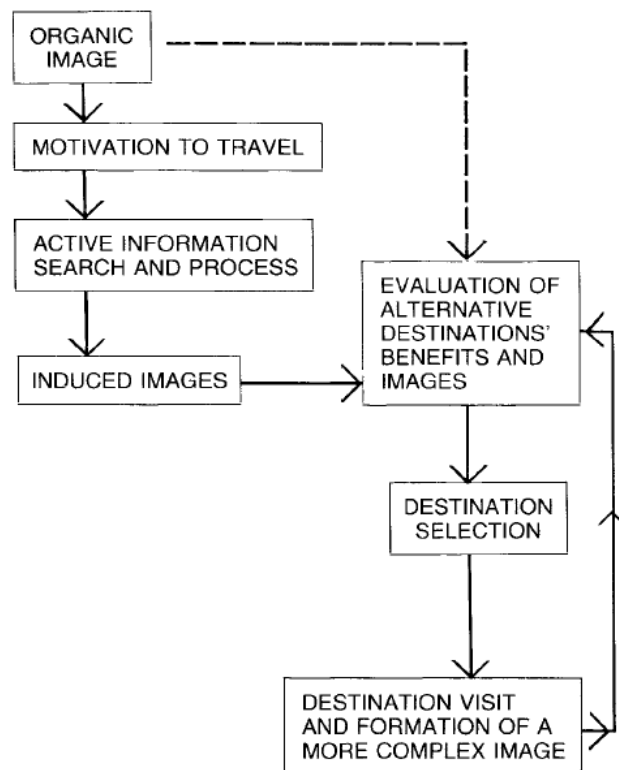 ORGANIC
IMAGE
MOTIVATION TO TRAVEL
ACTIVE INFORMATION
SEARCH AND PROCESS
INDUCED IMAGES
EVALUATION OF
ALTERNATIVE
DESTINATIONS'
BENEFITS AND
IMAGES
DESTINATION
SELECTION
DESTINATION VISIT
AND FORMATION OF A
MORE COMPLEX IMAGE